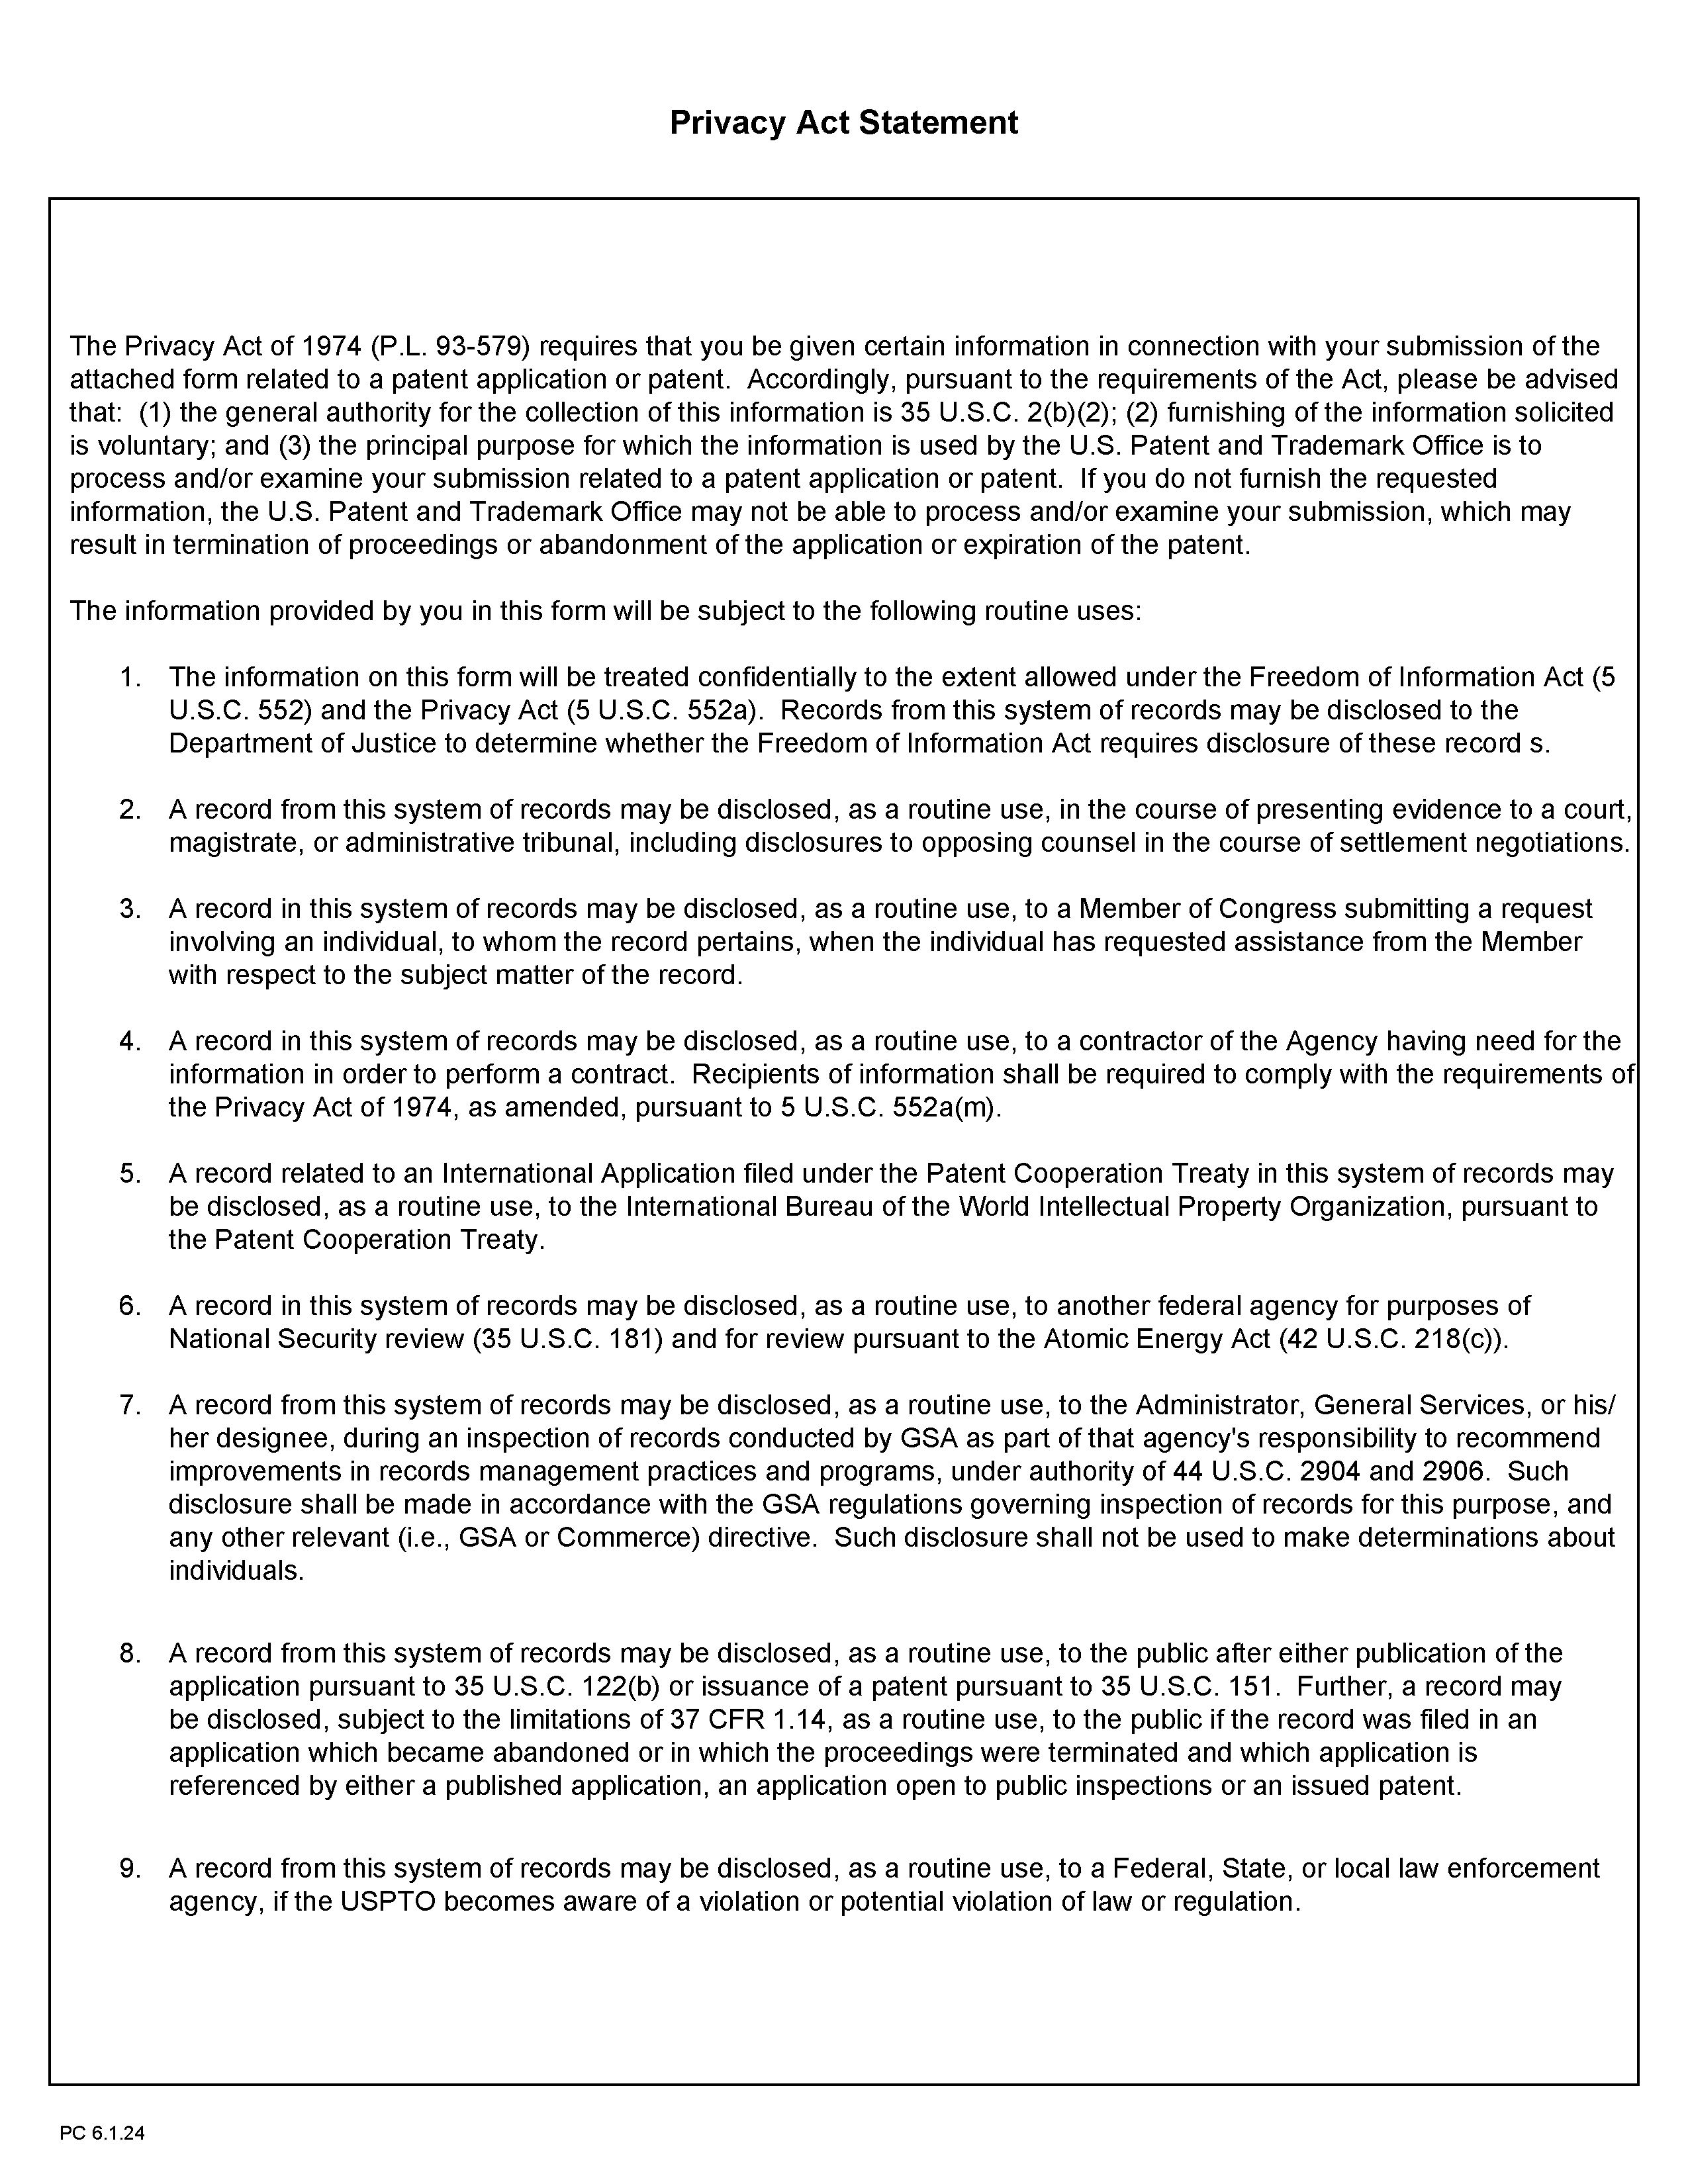 Privacy Act Statement
The Privacy Act of 1974 (P.L. 93-579) requires that you be given certain information in connection with your submission of the
attached form related to a patent application or patent.  Accordingly, pursuant to the requirements of the Act, please be advised
that:  (1) the general authority for the collection of this information is 35 U.S.C. 2(b)(2); (2) furnishing of the information solicited
is voluntary; and (3) the principal purpose for which the information is used by the U.S. Patent and Trademark Office is to
process and/or examine your submission related to a patent application or patent.  If you do not furnish the requested
information, the U.S. Patent and Trademark Office may not be able to process and/or examine your submission, which may
result in termination of proceedings or abandonment of the application or expiration of the patent.
The information provided by you in this form will be subject to the following routine uses:
1. The information on this form will be treated confidentially to the extent allowed under the Freedom of Information Act (5
U.S.C. 552) and the Privacy Act (5 U.S.C. 552a).  Records from this system of records may be disclosed to the
Department of Justice to determine whether the Freedom of Information Act requires disclosure of these record s.
2. A record from this system of records may be disclosed, as a routine use, in the course of presenting evidence to a court,
magistrate, or administrative tribunal, including disclosures to opposing counsel in the course of settlement negotiations.
3. A record in this system of records may be disclosed, as a routine use, to a Member of Congress submitting a request
involving an individual, to whom the record pertains, when the individual has requested assistance from the Member
with respect to the subject matter of the record.
4. A record in this system of records may be disclosed, as a routine use, to a contractor of the Agency having need for the
information in order to perform a contract.  Recipients of information shall be required to comply with the requirements of
the Privacy Act of 1974, as amended, pursuant to 5 U.S.C. 552a(m).
5. A record related to an International Application filed under the Patent Cooperation Treaty in this system of records may
be disclosed, as a routine use, to the International Bureau of the World Intellectual Property Organization, pursuant to
the Patent Cooperation Treaty.
6. A record in this system of records may be disclosed, as a routine use, to another federal agency for purposes of
National Security review (35 U.S.C. 181) and for review pursuant to the Atomic Energy Act (42 U.S.C. 218(c)).
7. A record from this system of records may be disclosed, as a routine use, to the Administrator, General Services, or his/
her designee, during an inspection of records conducted by GSA as part of that agency's responsibility to recommend
improvements in records management practices and programs, under authority of 44 U.S.C. 2904 and 2906.  Such
disclosure shall be made in accordance with the GSA regulations governing inspection of records for this purpose, and
any other relevant (i.e., GSA or Commerce) directive.  Such disclosure shall not be used to make determinations about
individuals.
8. A record from this system of records may be disclosed, as a routine use, to the public after either publication of the
application pursuant to 35 U.S.C. 122(b) or issuance of a patent pursuant to 35 U.S.C. 151.  Further, a record may
be disclosed, subject to the limitations of 37 CFR 1.14, as a routine use, to the public if the record was filed in an
application which became abandoned or in which the proceedings were terminated and which application is
referenced by either a published application, an application open to public inspections or an issued patent.
9. A record from this system of records may be disclosed, as a routine use, to a Federal, State, or local law enforcement
agency, if the USPTO becomes aware of a violation or potential violation of law or regulation.
PC 6.1.24